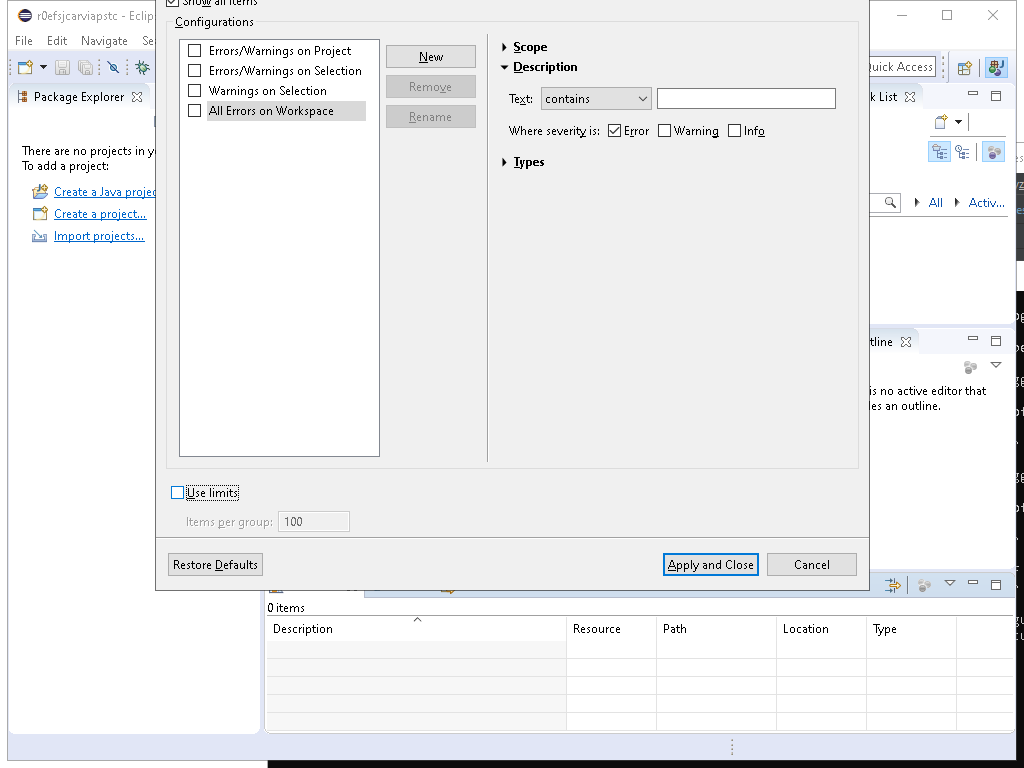 r0efsjcarviapstc - Eclip
Show all items
File Edit Navigate Se
Configurations
Errors/Warnings on Project
Errors/Warnings on Selection
Warnings on Selection
All Errors on Workspace
New
Remove
Rename
Scope
Description
Text: contains
Where severity is: Error Warning Info
Types
Quick Access
Package Explorer
k List
There are no projects in y
To add a project:
Create a Java projec
Create a project...
Import projects...
All Activ...
tline
is no active editor that
les an outline.
Use limits
Items per group: 100
Restore Defaults
Apply and Close
Cancel
0 items
Description Resource Path Location Type